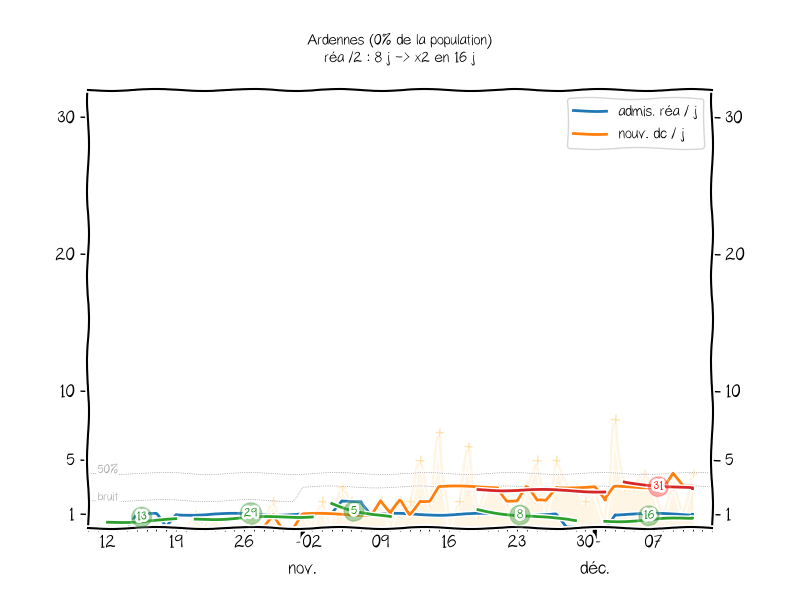 Ardennes (0% de la population)
réa /2 : 8 j -> x2 en 16 j
admis. réa / j
nouv. dc / j
30 30
20 20
10 10
5 5
1 1
50%
bruit
13 29 5 8 16 31
12 19 26 02 09 16 23 30 07
nov. déc.